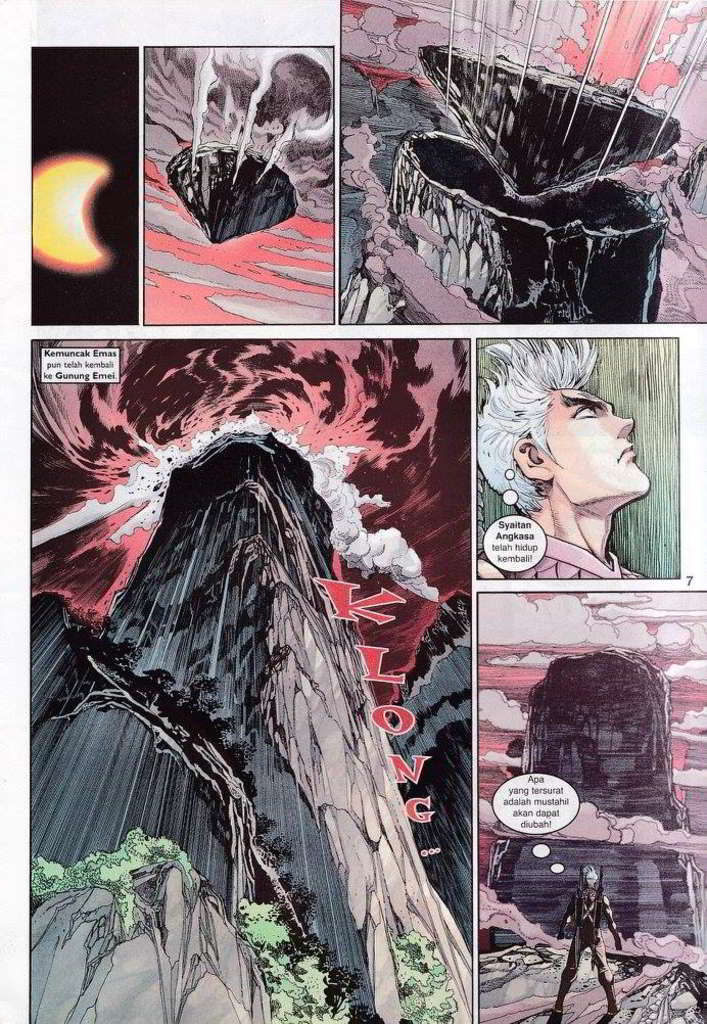 Kemuncak Emas
pun telah kembali
ke Gunung Emei.
KLONG...
Syaitan
Angkasa
telah hidup
kembali!
7
Apa
yang tersurat
adalah mustahil
akan dapat
diubah!